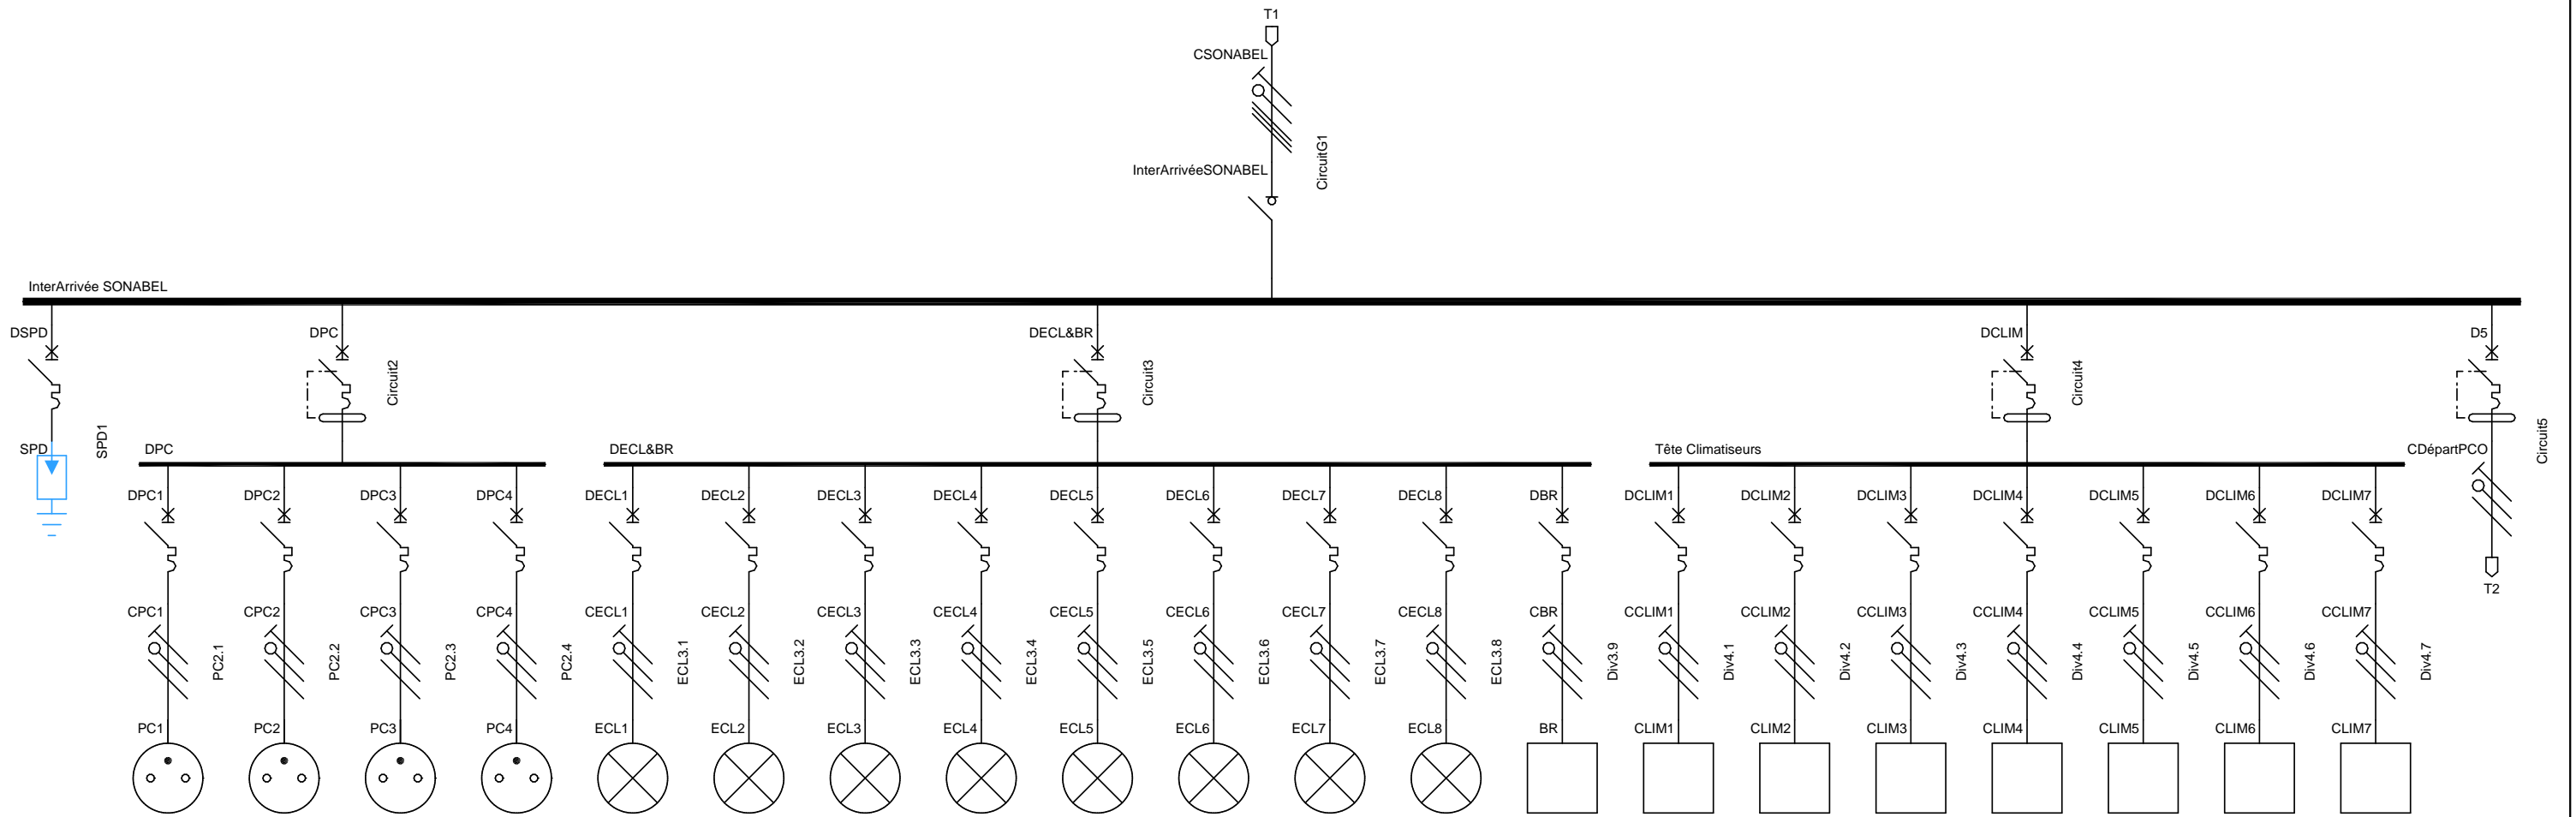 T1
CSONABEL
CircuitG1
InterArrivéeSONABEL
InterArrivée SONABEL
DSPD
DPC
DECL&BR
DCLIM
D5
Circuit2
Circuit3
Circuit4
Circuit5
SPD
SPD1
DPC
DECL&BR
Tête Climatiseurs
CDépartPCO
DPC1
DPC2
DPC3
DPC4
DECL1
DECL2
DECL3
DECL4
DECL5
DECL6
DECL7
DECL8
DBR
DCLIM1
DCLIM2
DCLIM3
DCLIM4
DCLIM5
DCLIM6
DCLIM7
T2
CPC1
CPC2
CPC3
CPC4
CECL1
CECL2
CECL3
CECL4
CECL5
CECL6
CECL7
CECL8
CBR
CCLIM1
CCLIM2
CCLIM3
CCLIM4
CCLIM5
CCLIM6
CCLIM7
PC2.1
PC2.2
PC2.3
PC2.4
ECL3.1
ECL3.2
ECL3.3
ECL3.4
ECL3.5
ECL3.6
ECL3.7
ECL3.8
Div3.9
Div4.1
Div4.2
Div4.3
Div4.4
Div4.5
Div4.6
Div4.7
PC1
PC2
PC3
PC4
ECL1
ECL2
ECL3
ECL4
ECL5
ECL6
ECL7
ECL8
BR
CLIM1
CLIM2
CLIM3
CLIM4
CLIM5
CLIM6
CLIM7